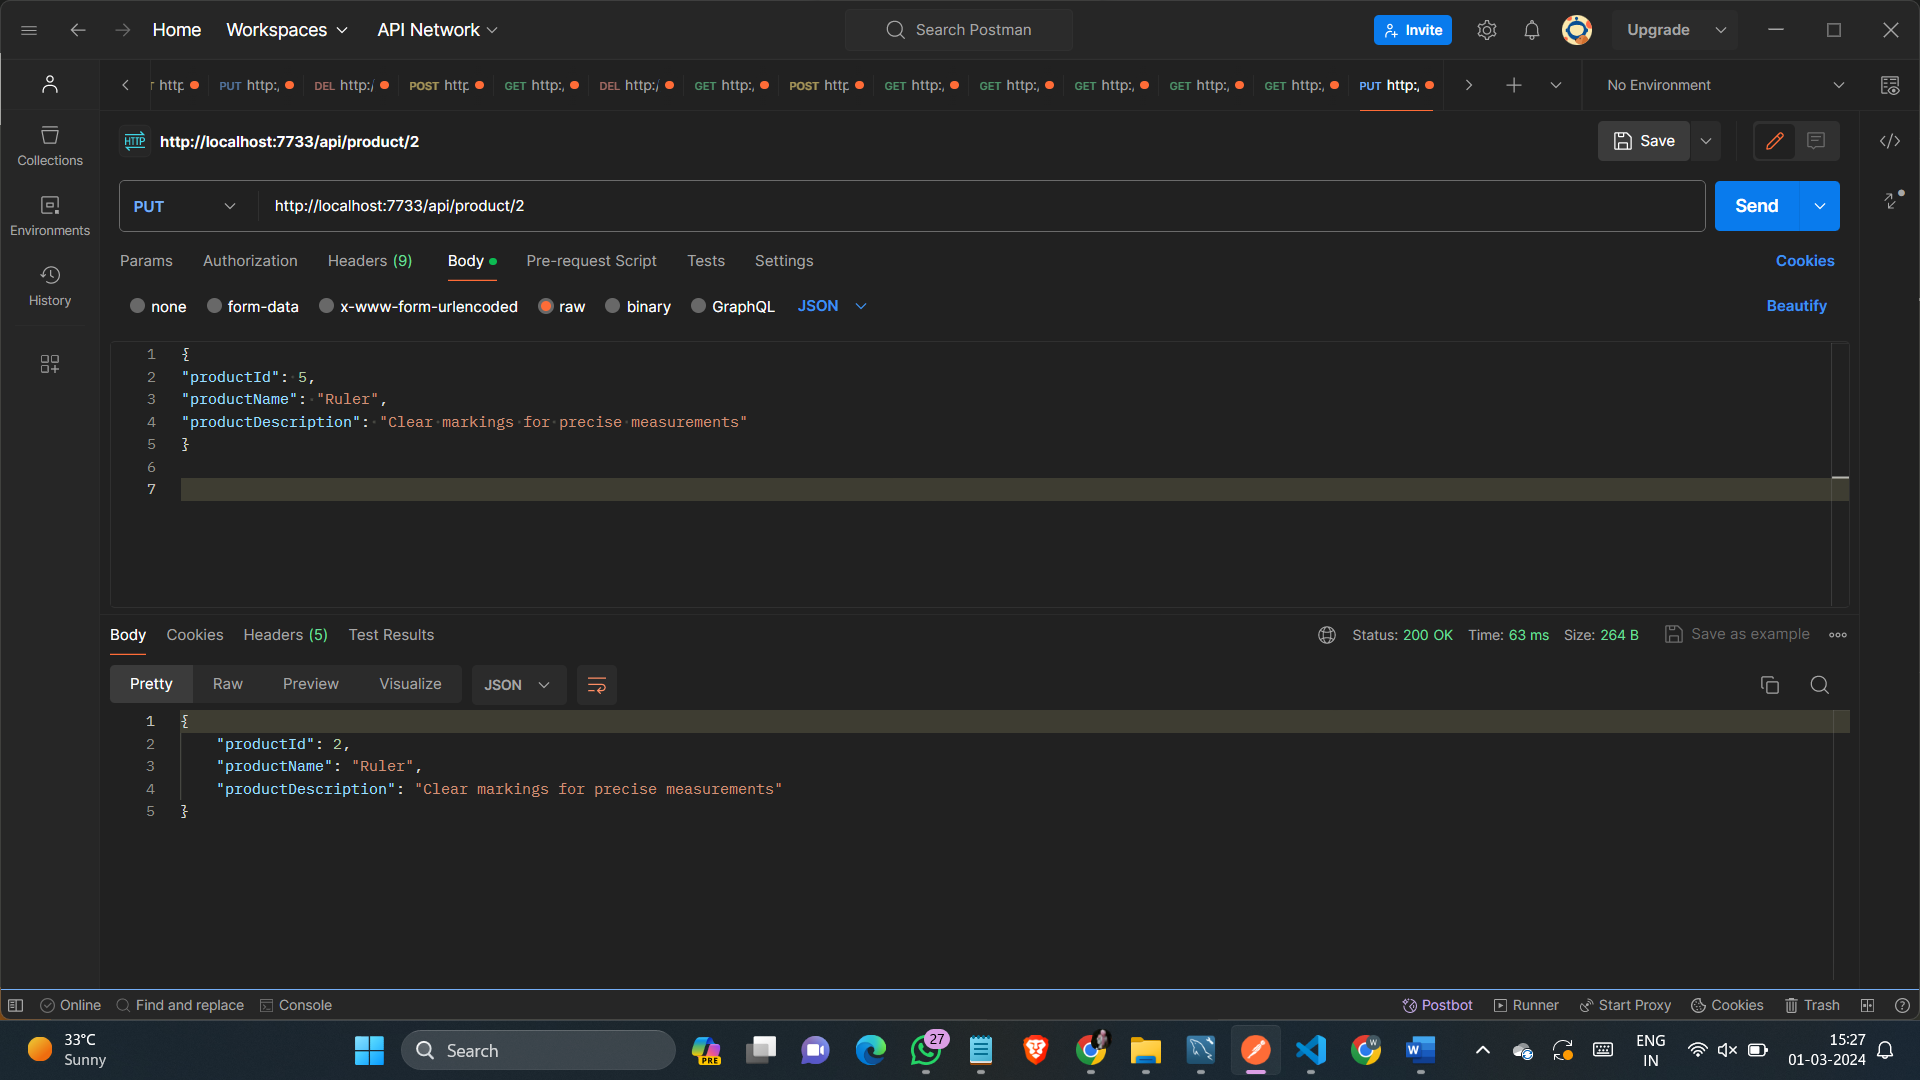 Home Workspaces API Network Search Postman Invite Upgrade
http PUT http:, DEL http:/ POST http GET http:, DEL http:/ GET http:, POST http GET http:, GET http:, GET http:, GET http:, GET http:, PUT http:, No Environment
HTTP http://localhost:7733/api/product/2 Save
Collections
PUT http://localhost:7733/api/product/2 Send
Environments
Params Authorization Headers (9) Body Pre-request Script Tests Settings Cookies
History
none form-data x-www-form-urlencoded raw binary GraphQL JSON Beautify
1 {
2 "productId": 5,
3 "productName": "Ruler",
4 "productDescription": "Clear markings for precise measurements"
5 }
6
7
Body Cookies Headers (5) Test Results Status: 200 OK Time: 63 ms Size: 264 B Save as example
Pretty Raw Preview Visualize JSON
1 {
2 "productId": 2,
3 "productName": "Ruler",
4 "productDescription": "Clear markings for precise measurements"
5 }
Online Find and replace Console Postbot Runner Start Proxy Cookies Trash
33°C
Sunny
Search
PRE
27
W
W
ENG
IN
15:27
01-03-2024